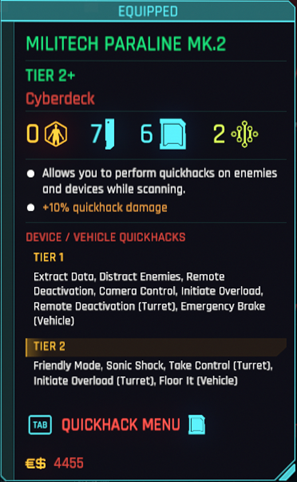 EQUIPPED
MILITECH PARALINE MK.2
TIER 2+
Cyberdeck
0 7 6 2
Allows you to perform quickhacks on enemies
and devices while scanning.
+10% quickhack damage
DEVICE / VEHICLE QUICKHACKS
TIER 1
Extract Data, Distract Enemies, Remote
Deactivation, Camera Control, Initiate Overload,
Remote Deactivation (Turret), Emergency Brake
(Vehicle)
TIER 2
Friendly Mode, Sonic Shock, Take Control (Turret),
Initiate Overload (Turret), Floor It (Vehicle)
TAB QUICKHACK MENU
€$ 4455